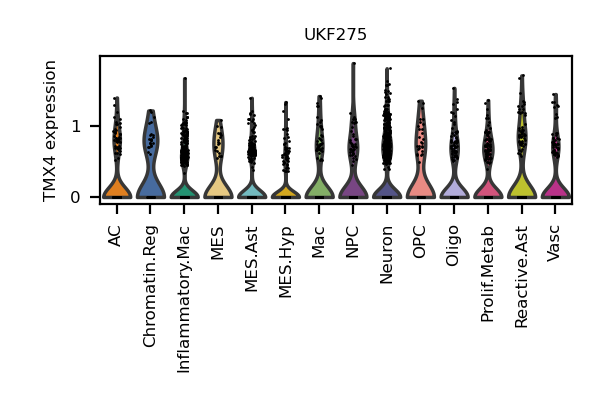 UKF275
TMX4 expression
1
0
AC
Chromatin.Reg
Inflammatory.Mac
MES
MES.Ast
MES.Hyp
Mac
NPC
Neuron
OPC
Oligo
Prolif.Metab
Reactive.Ast
Vasc